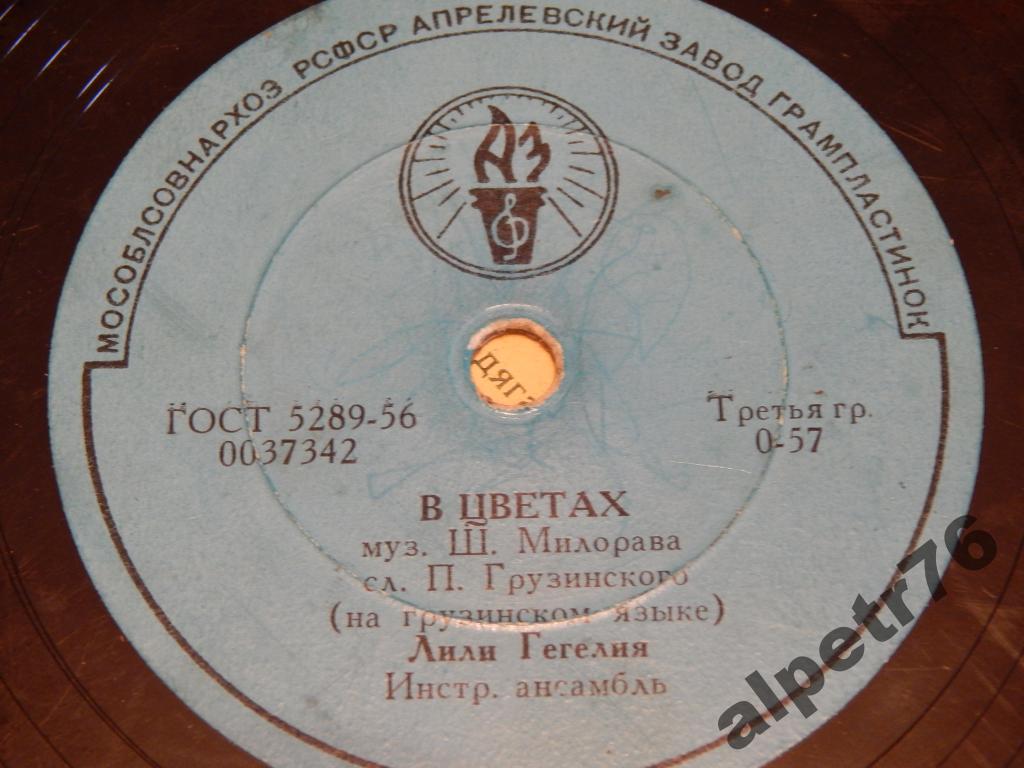 МОСОБЛСОВНАРХОЗ РСФСР АПРЕЛЕВСКИЙ ЗАВОД ГРАМПЛАСТИНОК
АЗ
ДЯГ
ГОСТ 5289-56
0037342
Третья гр.
0-57
В ЦВЕТАХ
муз. Ш. Милорава
сл. П. Грузинского
(на грузинском языке)
Лили Гегелия
Инстр. ансамбль
alpetr76